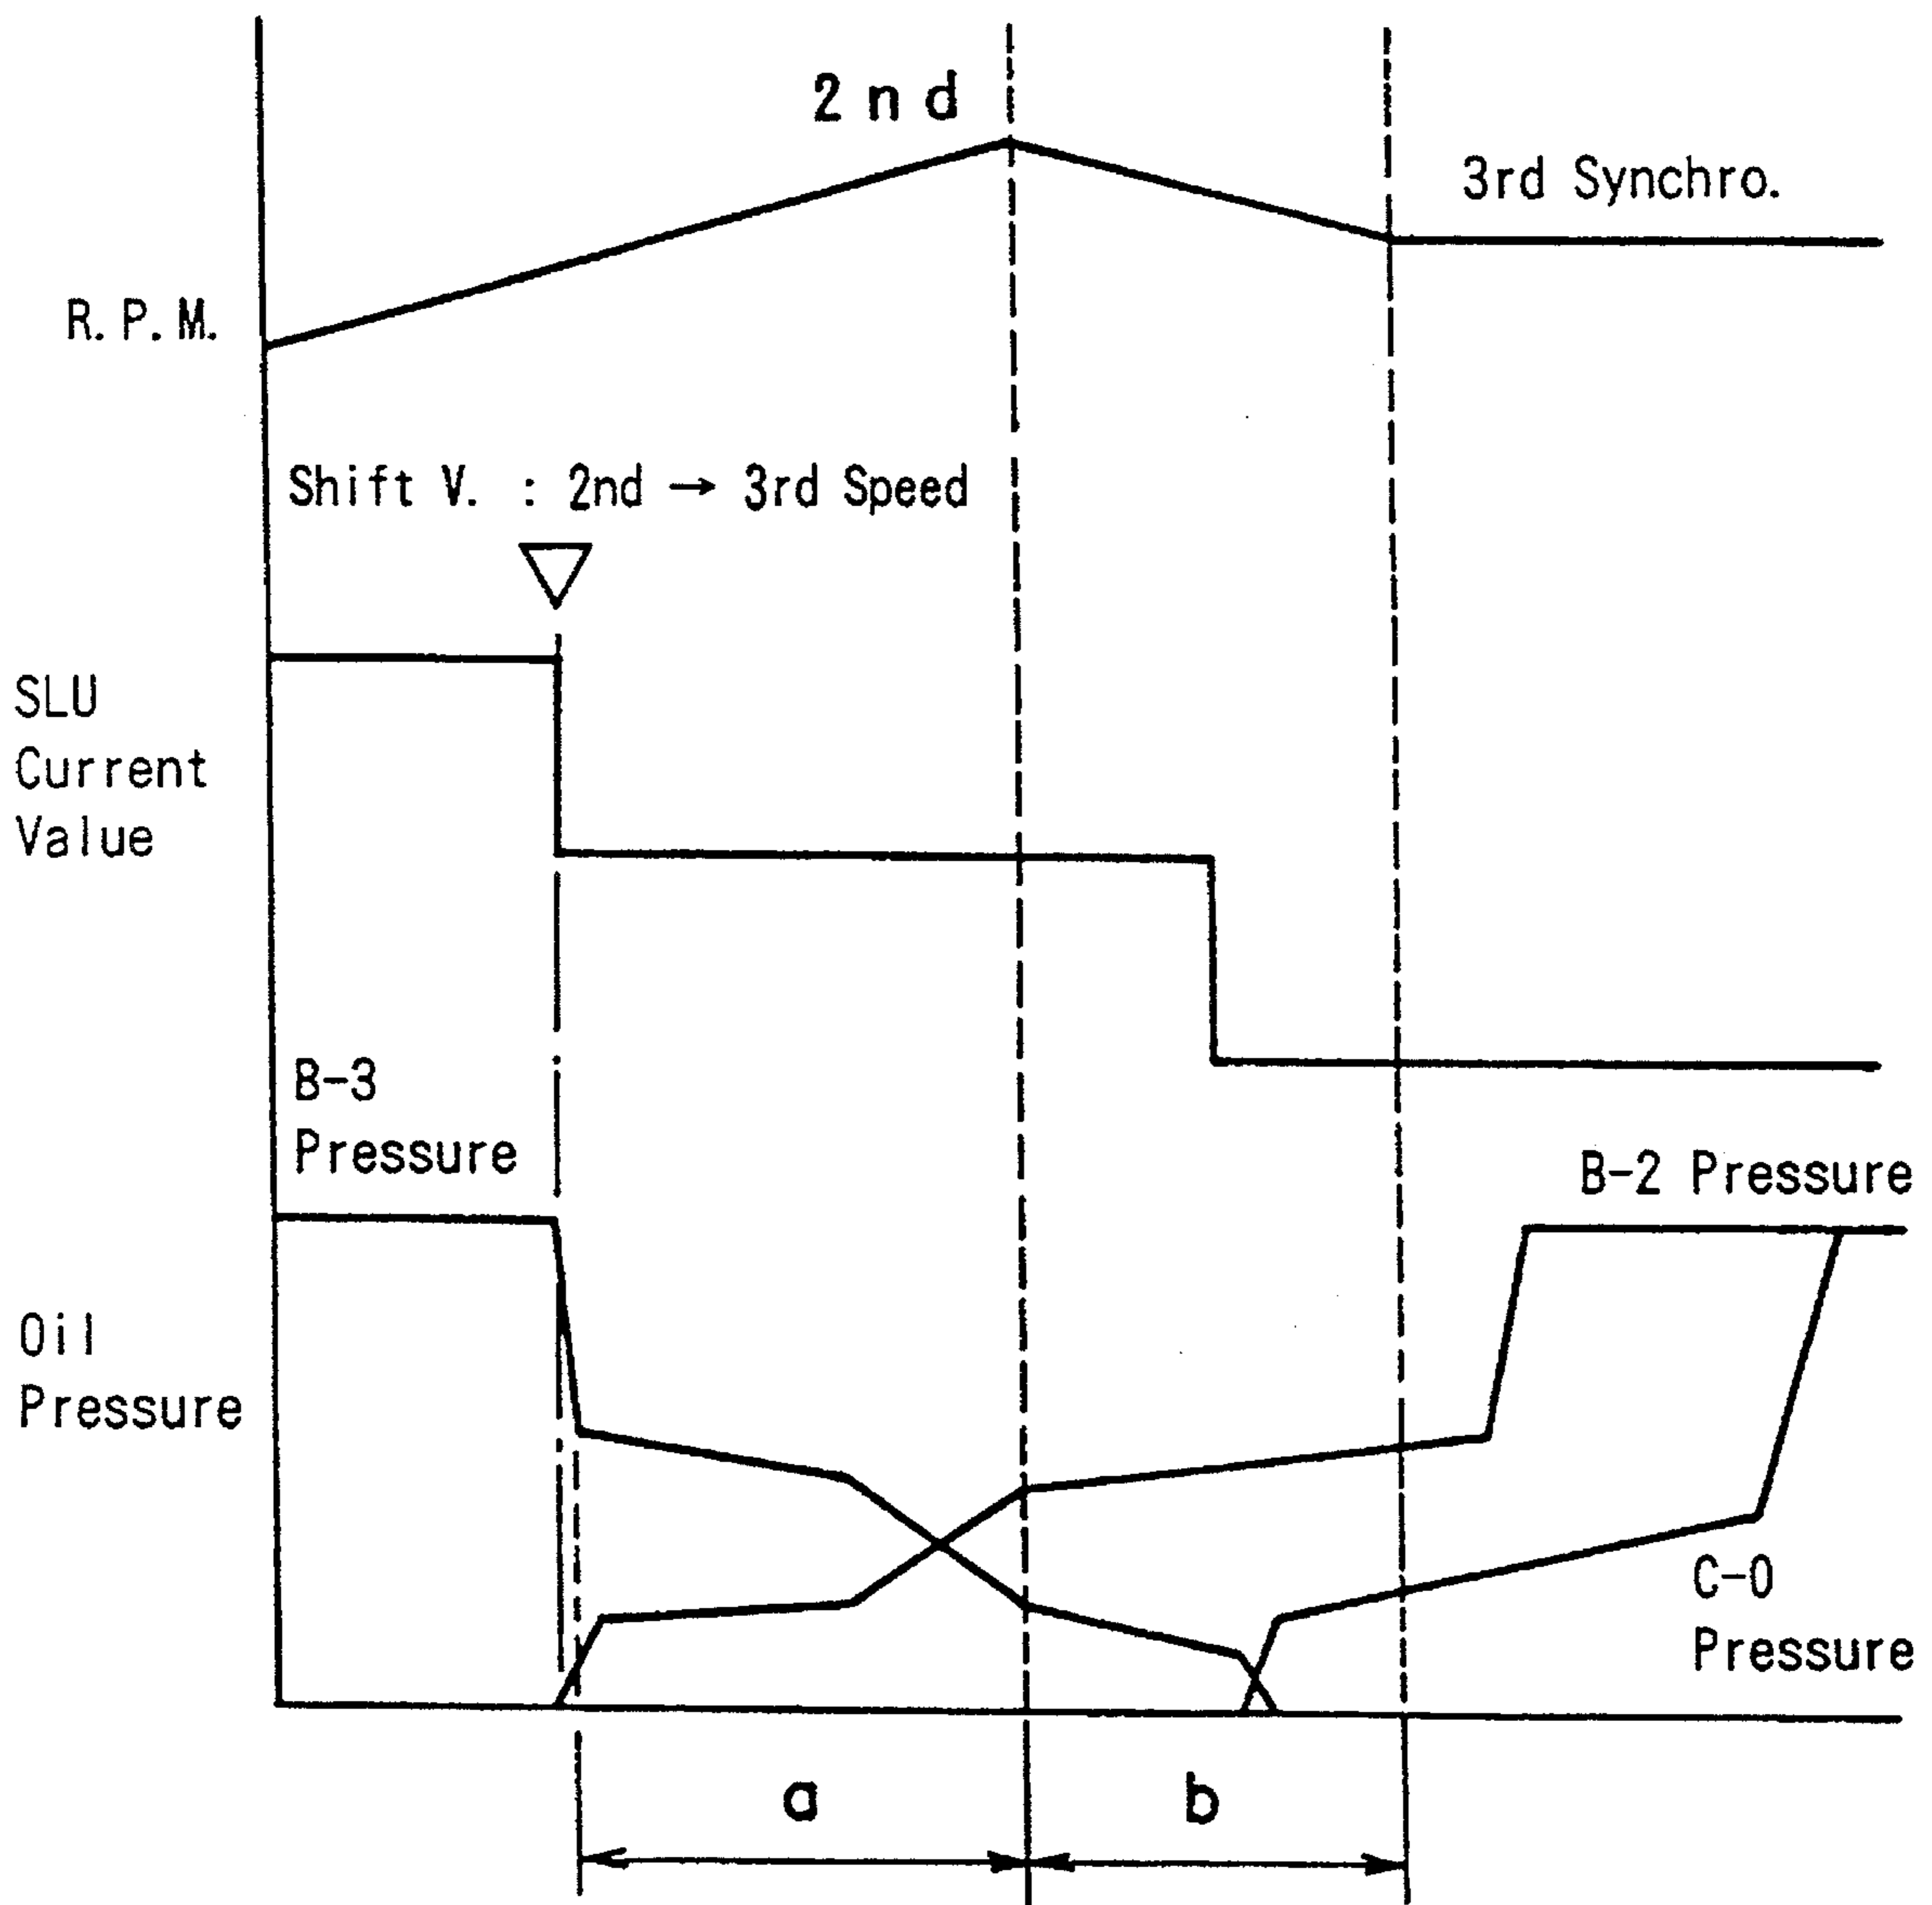 2nd
3rd Synchro.
R.P.M.
Shift V. : 2nd → 3rd Speed
SLU
Current
Value
B-3
Pressure
B-2 Pressure
Oil
Pressure
C-0
Pressure
a
b